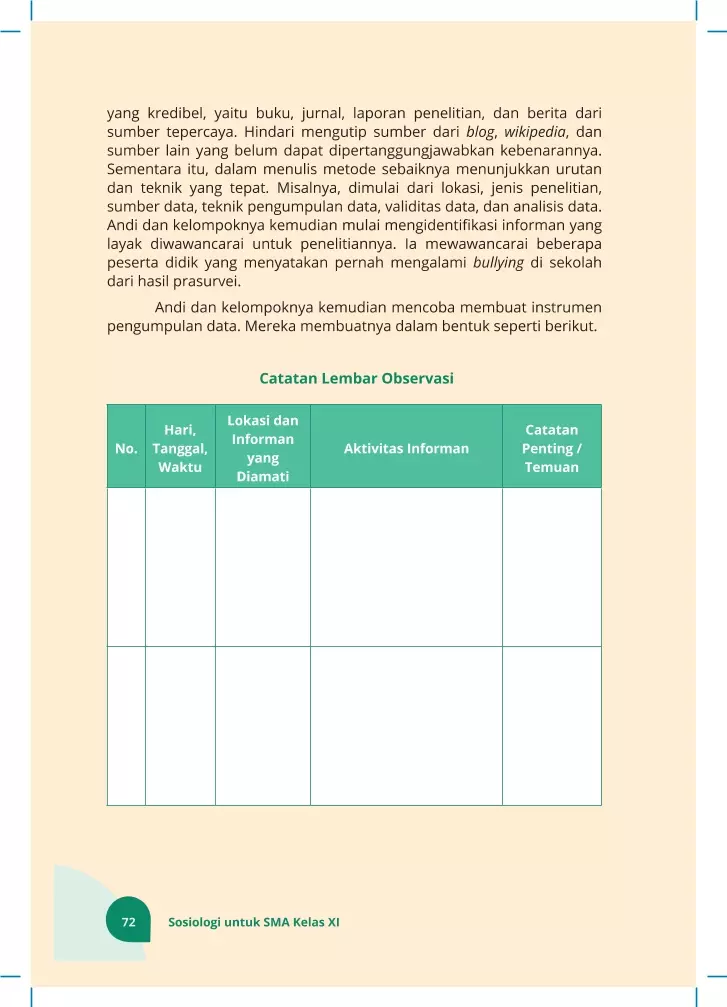 yang kredibel, yaitu buku, jurnal, laporan penelitian, dan berita dari
sumber tepercaya. Hindari mengutip sumber dari blog, wikipedia, dan
sumber lain yang belum dapat dipertanggungjawabkan kebenarannya.
Sementara itu, dalam menulis metode sebaiknya menunjukkan urutan
dan teknik yang tepat. Misalnya, dimulai dari lokasi, jenis penelitian,
sumber data, teknik pengumpulan data, validitas data, dan analisis data.
Andi dan kelompoknya kemudian mulai mengidentifikasi informan yang
layak diwawancarai untuk penelitiannya. Ia mewawancarai beberapa
peserta didik yang menyatakan pernah mengalami bullying di sekolah
dari hasil prasurvei.
Andi dan kelompoknya kemudian mencoba membuat instrumen
pengumpulan data. Mereka membuatnya dalam bentuk seperti berikut.
Catatan Lembar Observasi
No.
Hari,
Tanggal,
Waktu
Lokasi dan
Informan
yang
Diamati
Aktivitas Informan
Catatan
Penting /
Temuan
72
Sosiologi untuk SMA Kelas XI